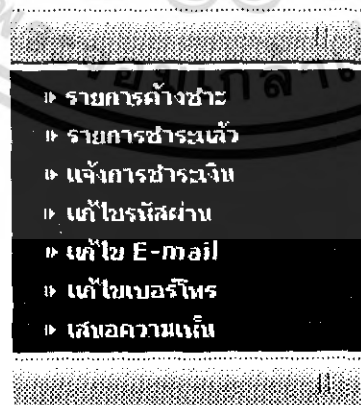 » รายการค้างชำระ
» รายการชำระแล้ว
» แจ้งการชำระเงิน
» แก้ไขรหัสผ่าน
» แก้ไข E-mail
» แก้ไขเบอร์โทร
» เสนอความเห็น